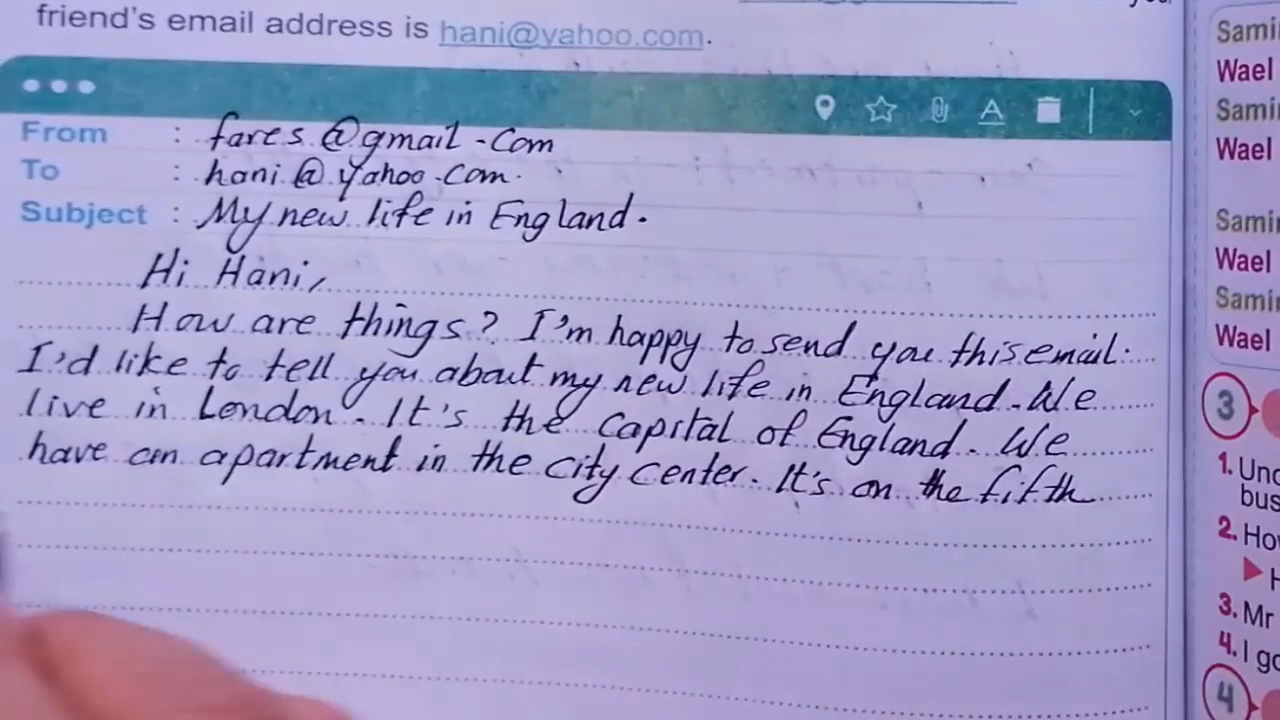 friend's email address is hani@yahoo.com.
From : fares@gmail.com
To : hani@yahoo.com.
Subject : My new life in England.
Hi Hani,
How are things? I'm happy to send you this email.
I'd like to tell you about my new life in England. We
live in London. It's the capital of England. We
have an apartment in the city center. It's on the fifth
Sami
Wael
Sami
Wael
Sami
Wael
Sami
Wael
3
1. Unc
bus
2. Ho
3. Mr
4. I go
4